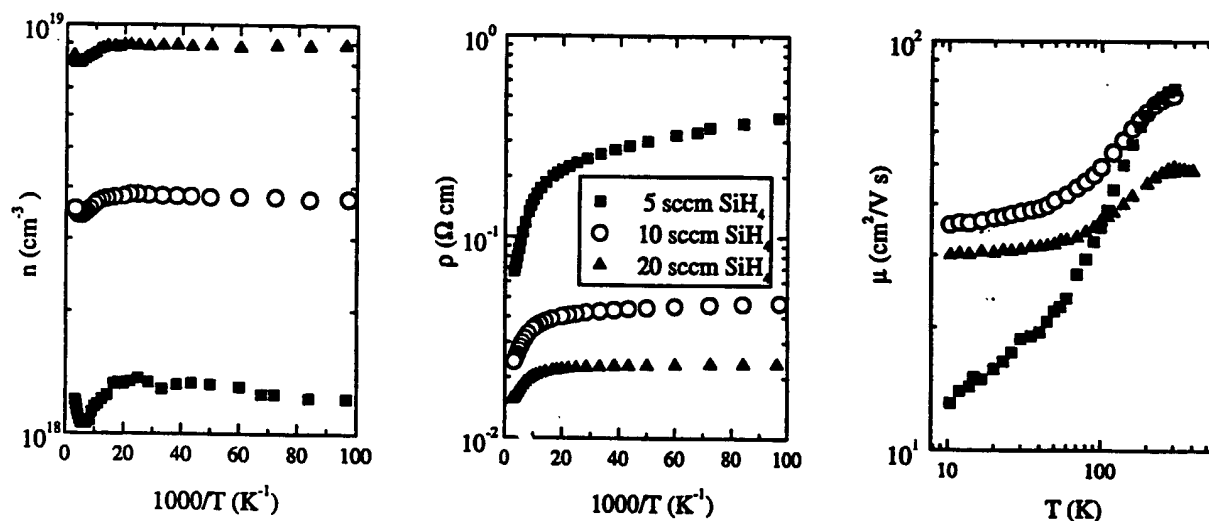 10^19
n (cm^-3)
10^18
0 20 40 60 80 100
1000/T (K^-1)
10^0
ρ (Ω cm)
10^-1
10^-2
5 sccm SiH4
10 sccm SiH4
20 sccm SiH4
0 20 40 60 80 100
1000/T (K^-1)
10^2
μ (cm^2/V s)
10^1
10 100
T (K)